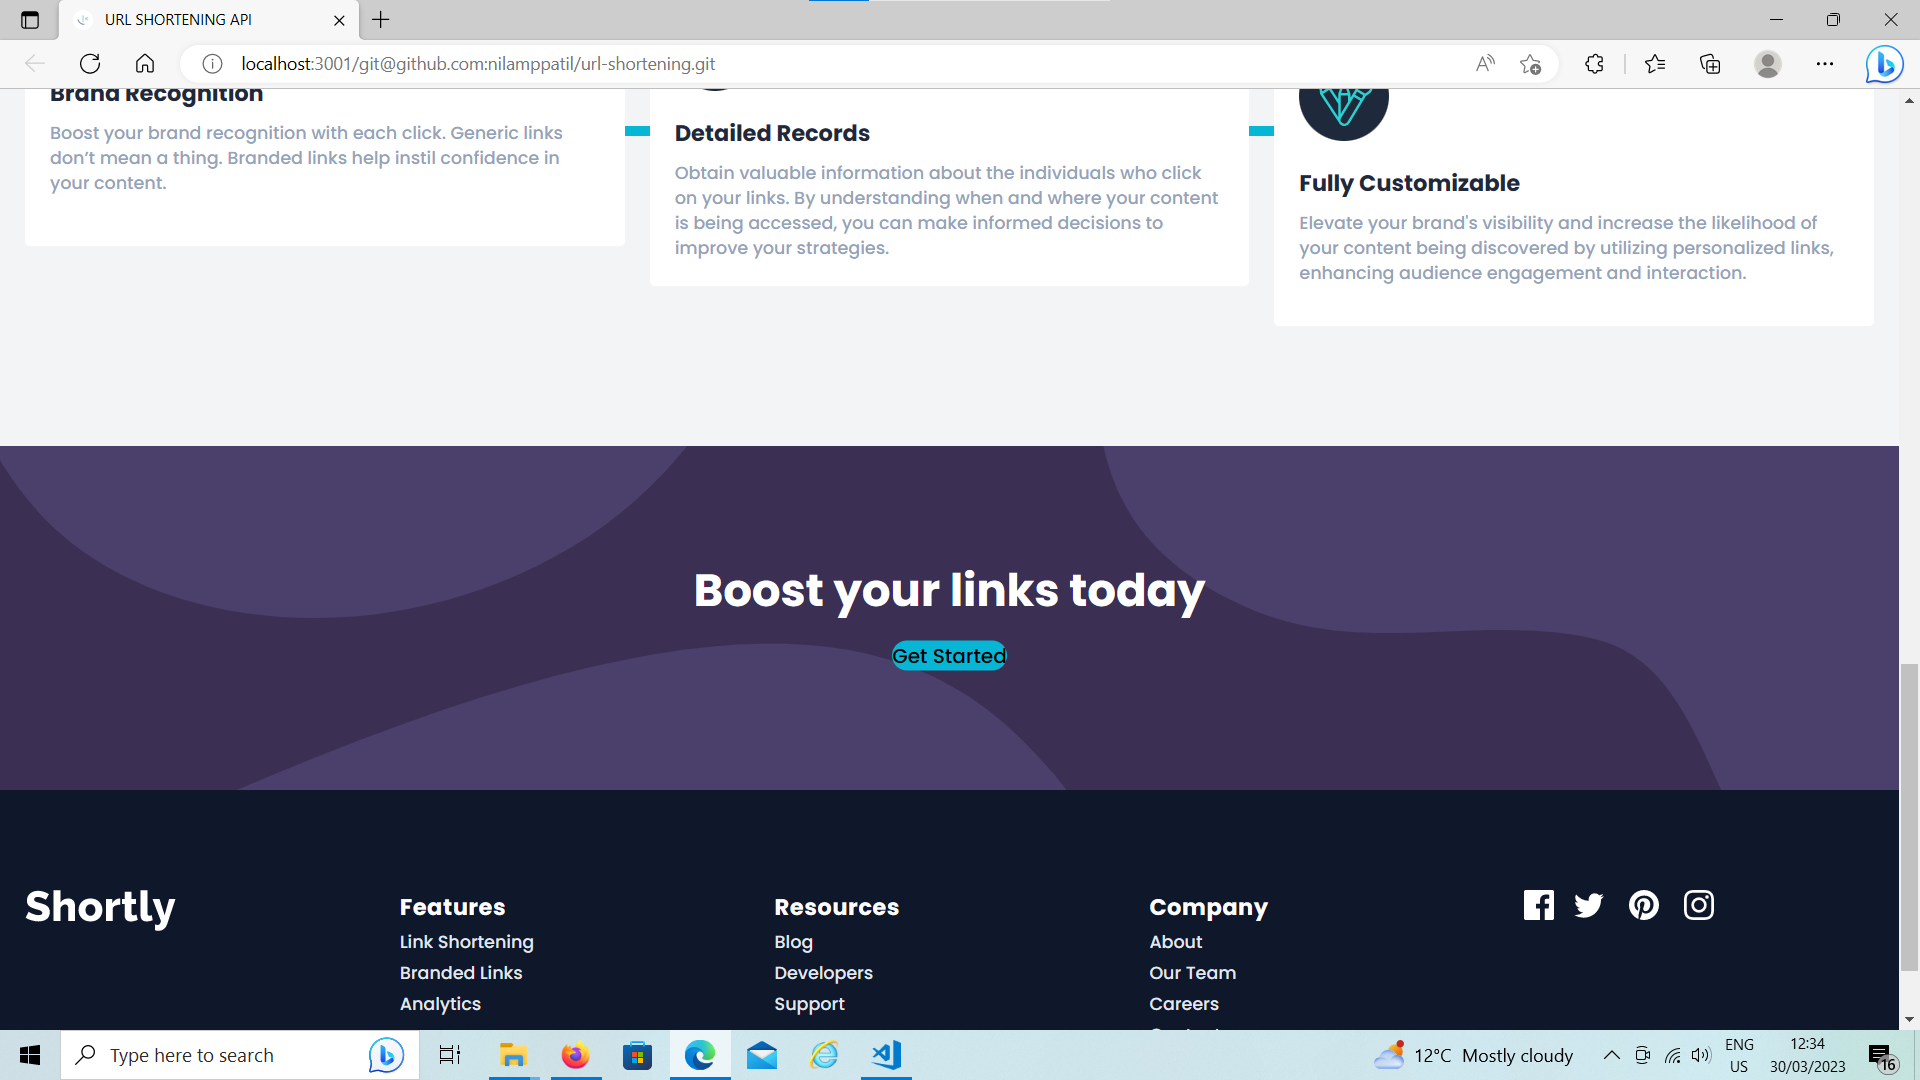 URL SHORTENING API
localhost:3001/git@github.com:nilamppatil/url-shortening.git
Brand Recognition
Boost your brand recognition with each click. Generic links
don’t mean a thing. Branded links help instil confidence in
your content.
Detailed Records
Obtain valuable information about the individuals who click
on your links. By understanding when and where your content
is being accessed, you can make informed decisions to
improve your strategies.
Fully Customizable
Elevate your brand's visibility and increase the likelihood of
your content being discovered by utilizing personalized links,
enhancing audience engagement and interaction.
Boost your links today
Get Started
Shortly
Features
Link Shortening
Branded Links
Analytics
Resources
Blog
Developers
Support
Company
About
Our Team
Careers
Type here to search
12°C Mostly cloudy
ENG
US
12:34
30/03/2023
16